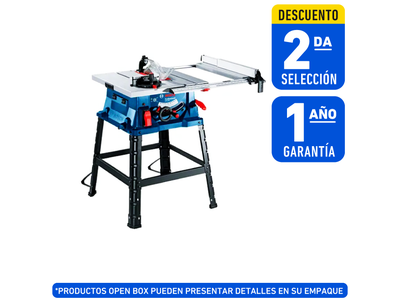 DESCUENTO
2 DA
SELECCIÓN
1 AÑO
GARANTÍA
*PRODUCTOS OPEN BOX PUEDEN PRESENTAR DETALLES EN SU EMPAQUE